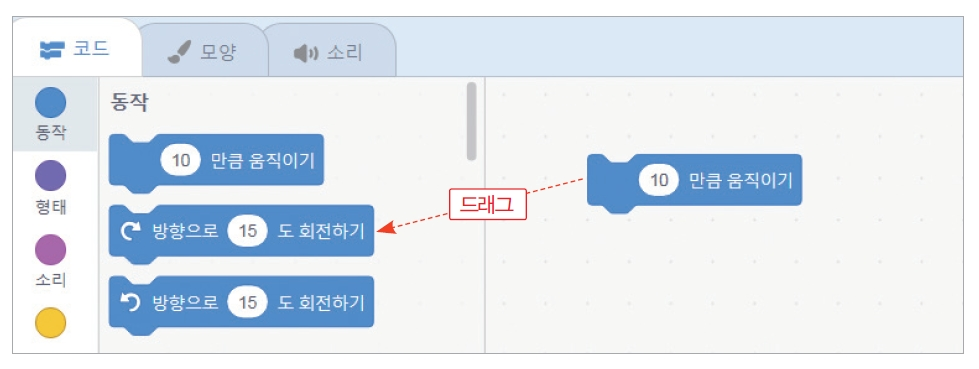 코드
모양
소리
동작
형태
소리
동작
10 만큼 움직이기
방향으로 15 도 회전하기
방향으로 15 도 회전하기
드래그
10 만큼 움직이기